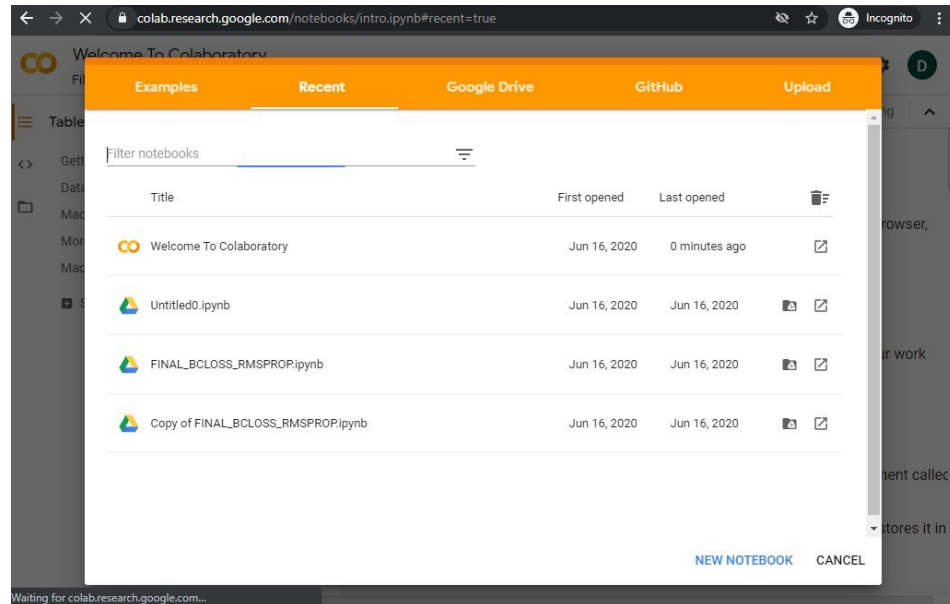 colab.research.google.com/notebooks/intro.ipynb#recent=true Incognito
Welcome To Colaboratory
D
Examples Recent Google Drive GitHub Upload
Table
Filter notebooks
Title First opened Last opened
Welcome To Colaboratory Jun 16, 2020 0 minutes ago
Untitled0.ipynb Jun 16, 2020 Jun 16, 2020
FINAL_BCLOSS_RMSPROP.ipynb Jun 16, 2020 Jun 16, 2020
Copy of FINAL_BCLOSS_RMSPROP.ipynb Jun 16, 2020 Jun 16, 2020
rowser,
ur work
stores it in
NEW NOTEBOOK CANCEL
Waiting for colab.research.google.com...